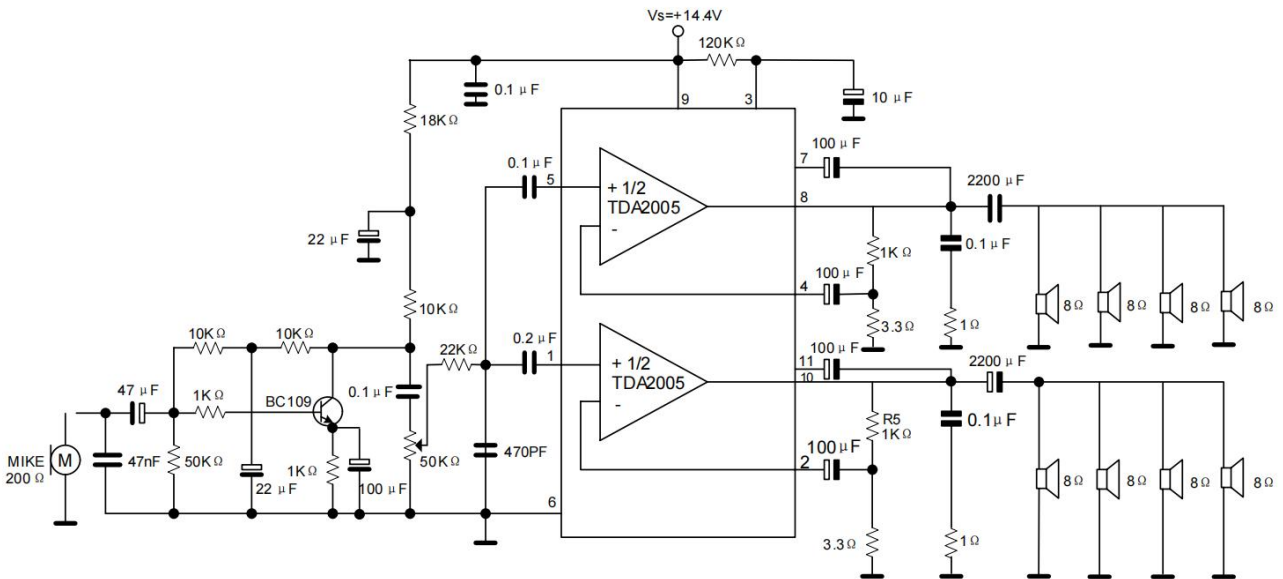 Vs=+14.4V
120KΩ
0.1 μF
9
3
10 μF
18KΩ
100 μF
7
0.1 μF
5
+ 1/2
TDA2005
-
8
2200 μF
22 μF
1KΩ
0.1 μF
100 μF
4
10KΩ
3.3Ω
1Ω
8Ω
8Ω
8Ω
8Ω
10KΩ
10KΩ
22KΩ
0.2 μF
1
+ 1/2
TDA2005
-
11
100 μF
10
2200 μF
47 μF
1KΩ
BC109
0.1 μF
R5
1KΩ
0.1μF
MIKE
200 Ω
M
47nF
50KΩ
22 μF
1KΩ
100 μF
50KΩ
470PF
100 μF
2
6
3.3Ω
1Ω
8Ω
8Ω
8Ω
8Ω